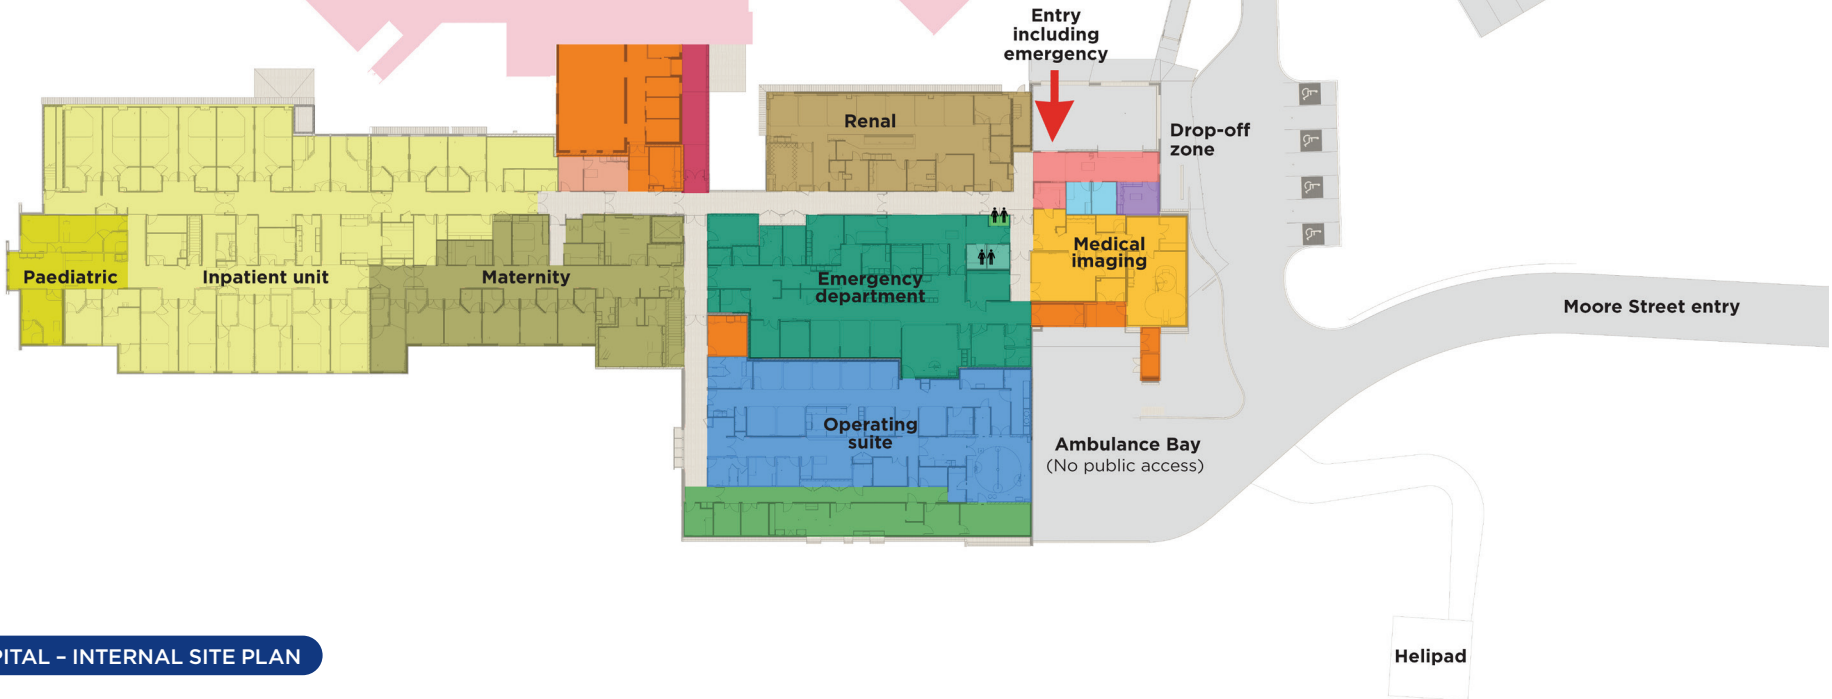 Entry
including
emergency
Renal
Drop-off
zone
Medical
imaging
Paediatric
Inpatient unit
Maternity
Emergency
department
Moore Street entry
Operating
suite
Ambulance Bay
(No public access)
PITAL – INTERNAL SITE PLAN
Helipad